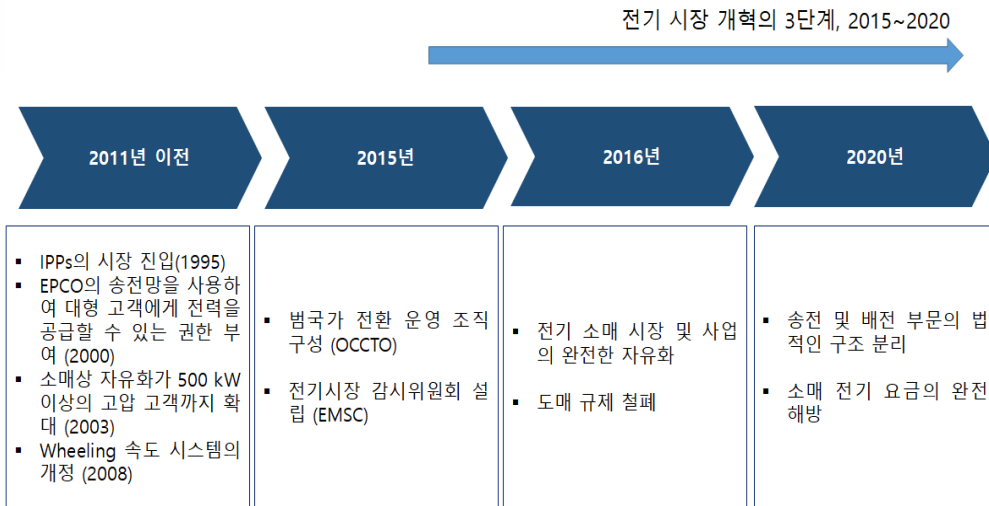 전기 시장 개혁의 3단계, 2015~2020
2011년 이전
2015년
2016년
2020년
▪ IPPs의 시장 진입(1995)
▪ EPCO의 송전망을 사용하
여 대형 고객에게 전력을
공급할 수 있는 권한 부
여 (2000)
▪ 소매상 자유화가 500 kW
이상의 고압 고객까지 확
대 (2003)
▪ Wheeling 속도 시스템의
개정 (2008)
▪ 범국가 전환 운영 조직
구성 (OCCTO)
▪ 전기시장 감시위원회 설
립 (EMSC)
▪ 전기 소매 시장 및 사업
의 완전한 자유화
▪ 도매 규제 철폐
▪ 송전 및 배전 부문의 법
적인 구조 분리
▪ 소매 전기 요금의 완전
해방